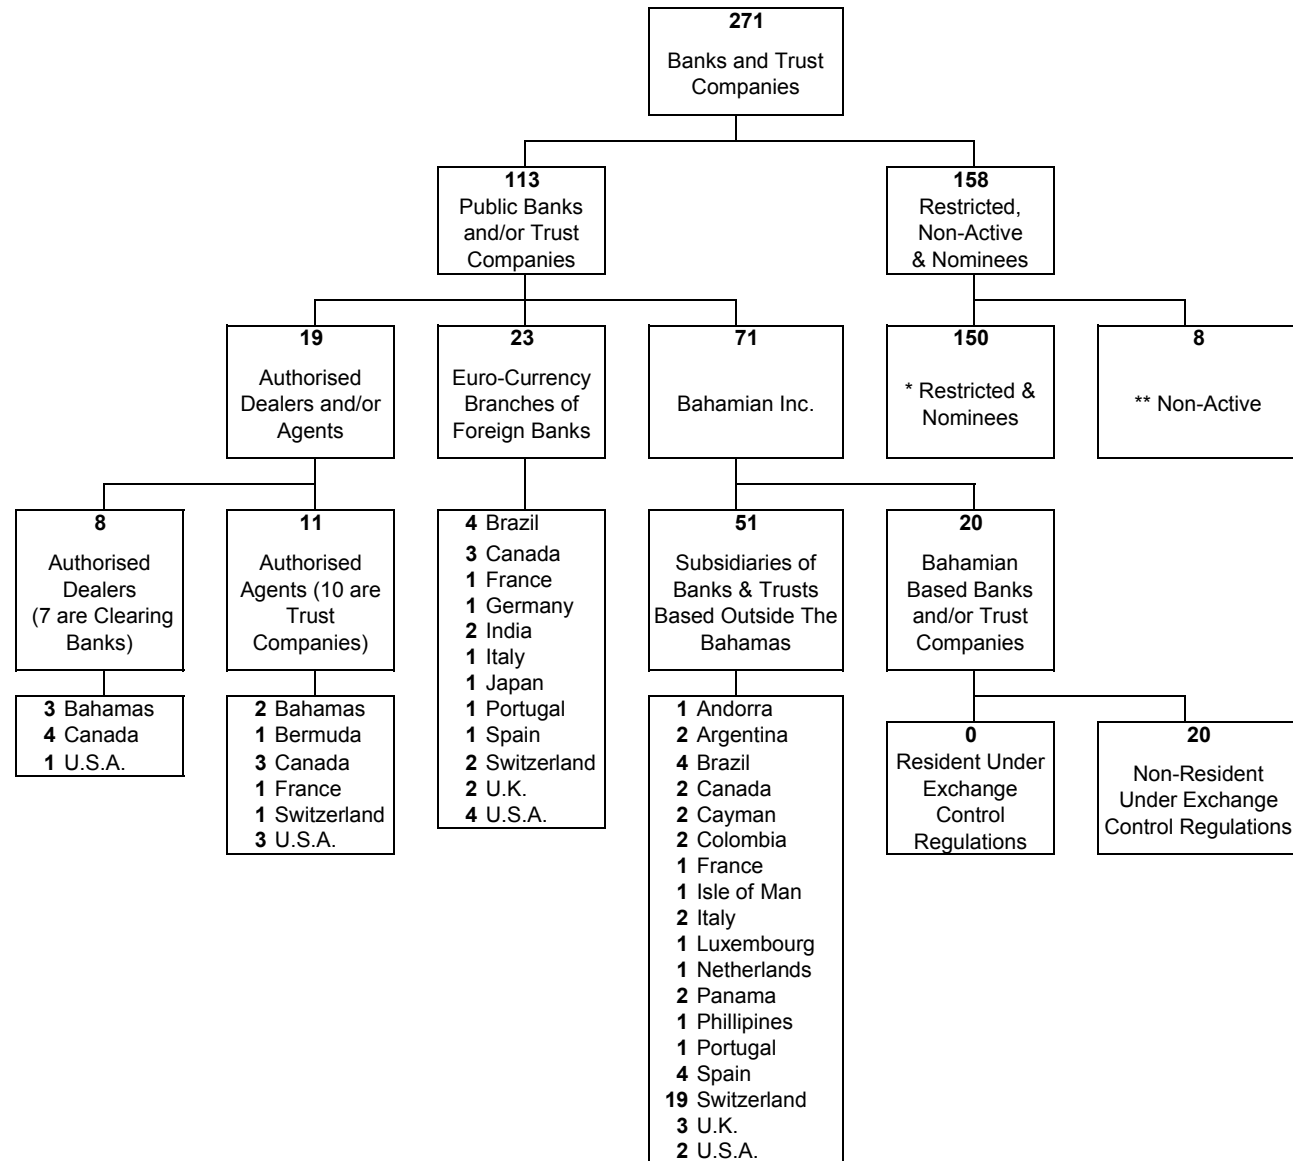 271
Banks and Trust
Companies
113
Public Banks
and/or Trust
Companies
158
Restricted,
Non-Active
& Nominees
19
Authorised
Dealers and/or
Agents
23
Euro-Currency
Branches of
Foreign Banks
71
Bahamian Inc.
150
* Restricted &
Nominees
8
** Non-Active
8
Authorised
Dealers
(7 are Clearing
Banks)
11
Authorised
Agents (10 are
Trust
Companies)
4 Brazil
3 Canada
1 France
1 Germany
2 India
1 Italy
1 Japan
1 Portugal
1 Spain
2 Switzerland
2 U.K.
4 U.S.A.
51
Subsidiaries of
Banks & Trusts
Based Outside The
Bahamas
20
Bahamian
Based Banks
and/or Trust
Companies
3 Bahamas
4 Canada
1 U.S.A.
2 Bahamas
1 Bermuda
3 Canada
1 France
1 Switzerland
3 U.S.A.
1 Andorra
2 Argentina
4 Brazil
2 Canada
2 Cayman
2 Colombia
1 France
1 Isle of Man
2 Italy
1 Luxembourg
1 Netherlands
2 Panama
1 Phillipines
1 Portugal
4 Spain
19 Switzerland
3 U.K.
2 U.S.A.
0
Resident Under
Exchange
Control
Regulations
20
Non-Resident
Under Exchange
Control Regulations